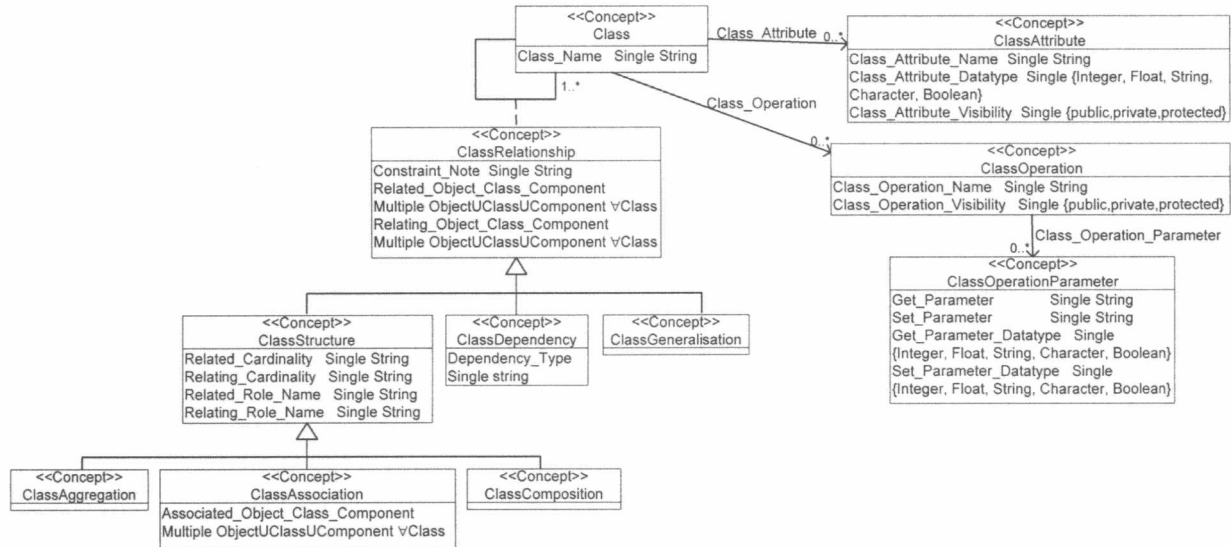 <<Concept>>
Class
Class_Name Single String
1..*
Class_Attribute
0..*
<<Concept>>
ClassAttribute
Class_Attribute_Name Single String
Class_Attribute_Datatype Single {Integer, Float, String,
Character, Boolean}
Class_Attribute_Visibility Single {public,private,protected}
Class_Operation
0..*
<<Concept>>
ClassOperation
Class_Operation_Name Single String
Class_Operation_Visibility Single {public,private,protected}
Class_Operation_Parameter
0..*
<<Concept>>
ClassOperationParameter
Get_Parameter Single String
Set_Parameter Single String
Get_Parameter_Datatype Single
{Integer, Float, String, Character, Boolean}
Set_Parameter_Datatype Single
{Integer, Float, String, Character, Boolean}
<<Concept>>
ClassRelationship
Constraint_Note Single String
Related_Object_Class_Component
Multiple ObjectUClassUComponent ∀Class
Relating_Object_Class_Component
Multiple ObjectUClassUComponent ∀Class
<<Concept>>
ClassStructure
Related_Cardinality Single String
Relating_Cardinality Single String
Related_Role_Name Single String
Relating_Role_Name Single String
<<Concept>>
ClassDependency
Dependency_Type
Single string
<<Concept>>
ClassGeneralisation
<<Concept>>
ClassAggregation
<<Concept>>
ClassAssociation
Associated_Object_Class_Component
Multiple ObjectUClassUComponent ∀Class
<<Concept>>
ClassComposition